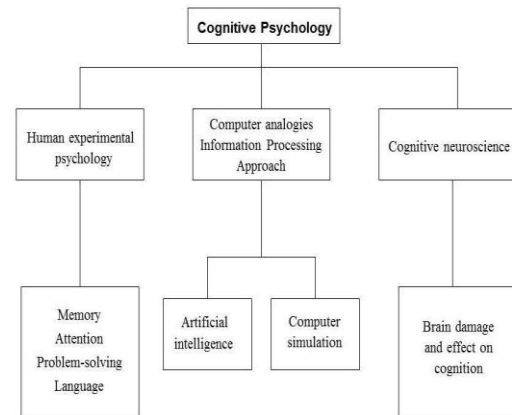 Cognitive Psychology
Human experimental
psychology
Computer analogies
Information Processing
Approach
Cognitive neuroscience
Memory
Attention
Problem-solving
Language
Artificial
intelligence
Computer
simulation
Brain damage
and effect on
cognition